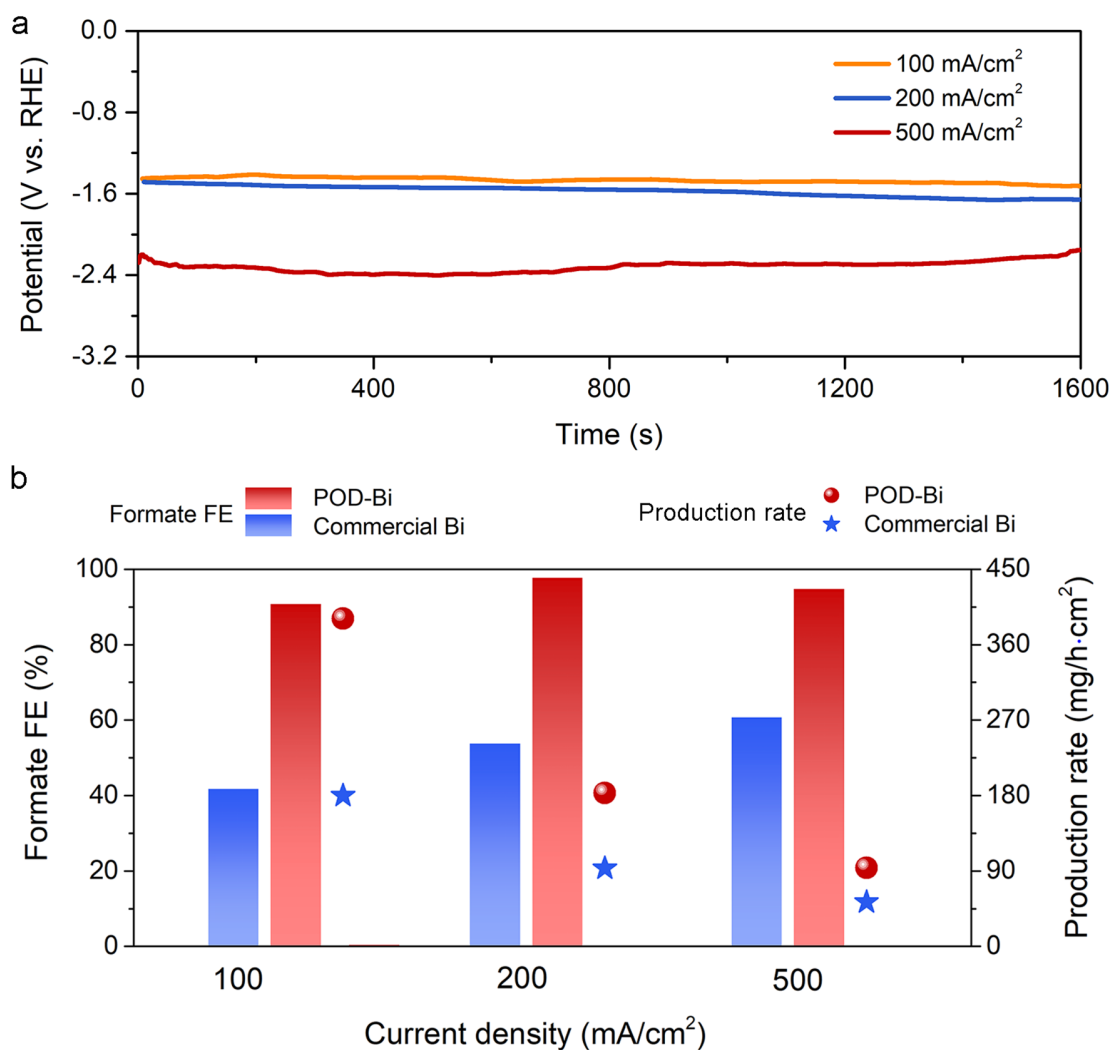 a
0.0
-0.8
-1.6
-2.4
-3.2
Potential (V vs. RHE)
100 mA/cm²
200 mA/cm²
500 mA/cm²
0
400
800
1200
1600
Time (s)
b
Formate FE
POD-Bi
Commercial Bi
Production rate
POD-Bi
Commercial Bi
100
80
60
40
20
0
Formate FE (%)
450
360
270
180
90
0
Production rate (mg/h·cm²)
100
200
500
Current density (mA/cm²)